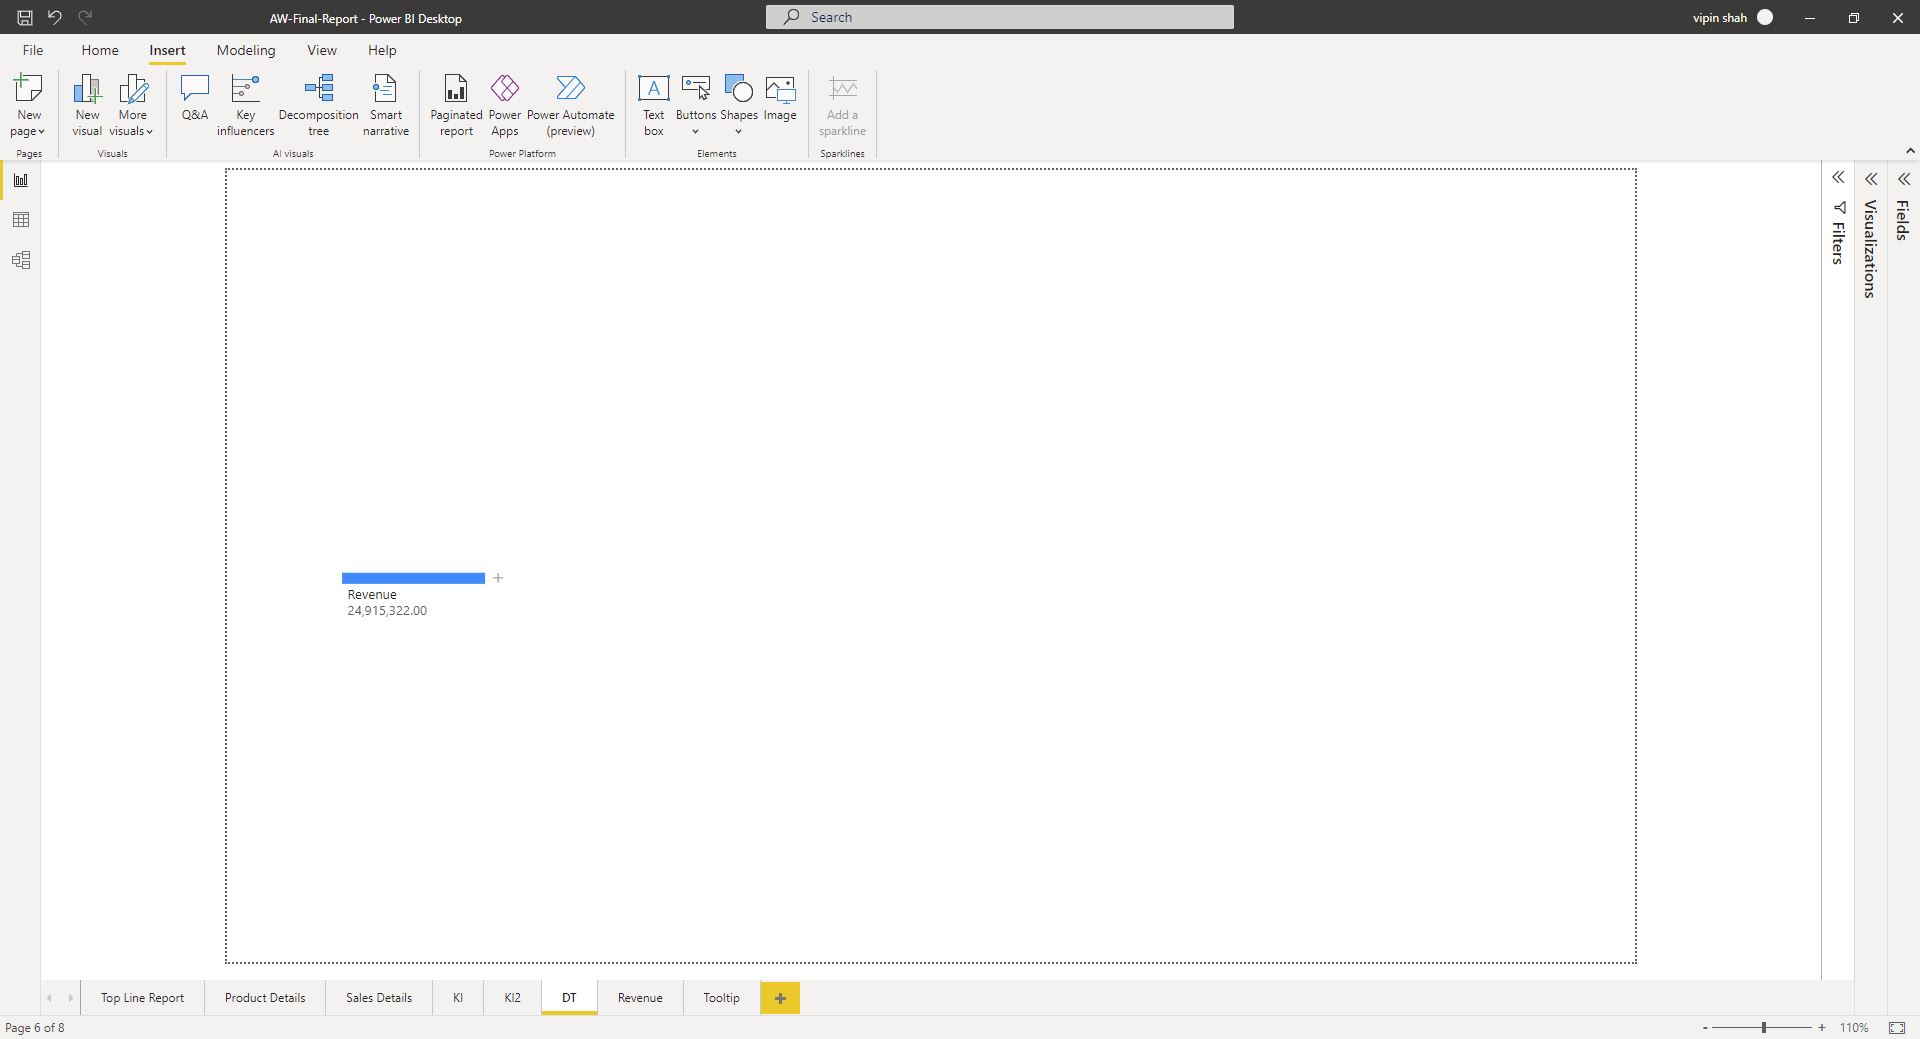 AW-Final-Report - Power BI Desktop
Search
vipin shah
File Home Insert Modeling View Help
New page
New visual
More visuals
Q&A
Key influencers
Decomposition tree
Smart narrative
Paginated report
Power Apps
Power Automate (preview)
Text box
Buttons
Shapes
Image
Add a sparkline
Pages
Visuals
AI visuals
Power Platform
Elements
Sparklines
Filters
Visualizations
Fields
Revenue
24,915,322.00
Top Line Report Product Details Sales Details KI KI2 DT Revenue Tooltip +
Page 6 of 8
- + 110%